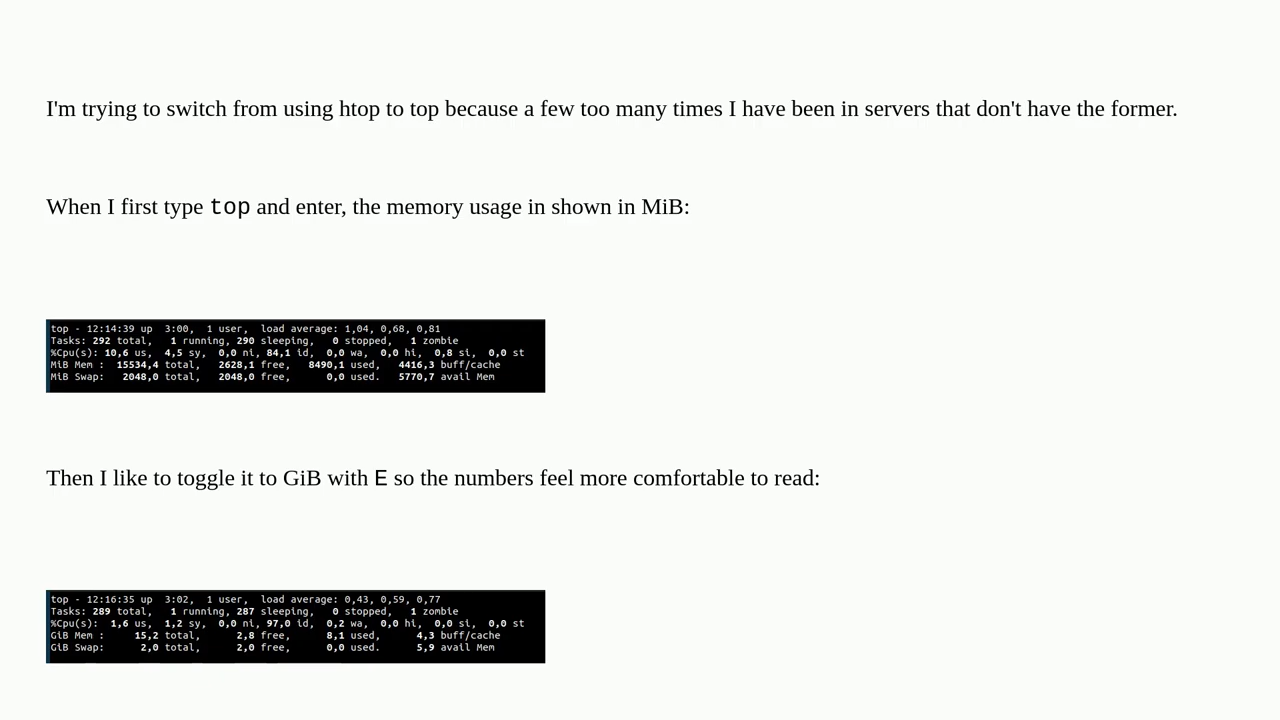 I'm trying to switch from using htop to top because a few too many times I have been in servers that don't have the former.
When I first type top and enter, the memory usage in shown in MiB:
top - 12:14:39 up  3:00,  1 user,  load average: 1,04, 0,68, 0,81
Tasks: 292 total,   1 running, 290 sleeping,   0 stopped,   1 zombie
%Cpu(s): 10,6 us,  4,5 sy,  0,0 ni, 84,1 id,  0,0 wa,  0,0 hi,  0,8 si,  0,0 st
MiB Mem :  15534,4 total,   2628,1 free,   8490,1 used,   4416,3 buff/cache
MiB Swap:   2048,0 total,   2048,0 free,      0,0 used.   5770,7 avail Mem
Then I like to toggle it to GiB with E so the numbers feel more comfortable to read:
top - 12:16:35 up  3:02,  1 user,  load average: 0,43, 0,59, 0,77
Tasks: 289 total,   1 running, 287 sleeping,   0 stopped,   1 zombie
%Cpu(s):  1,6 us,  1,2 sy,  0,0 ni, 97,0 id,  0,2 wa,  0,0 hi,  0,0 si,  0,0 st
GiB Mem :     15,2 total,      2,8 free,      8,1 used,      4,3 buff/cache
GiB Swap:      2,0 total,      2,0 free,      0,0 used.      5,9 avail Mem